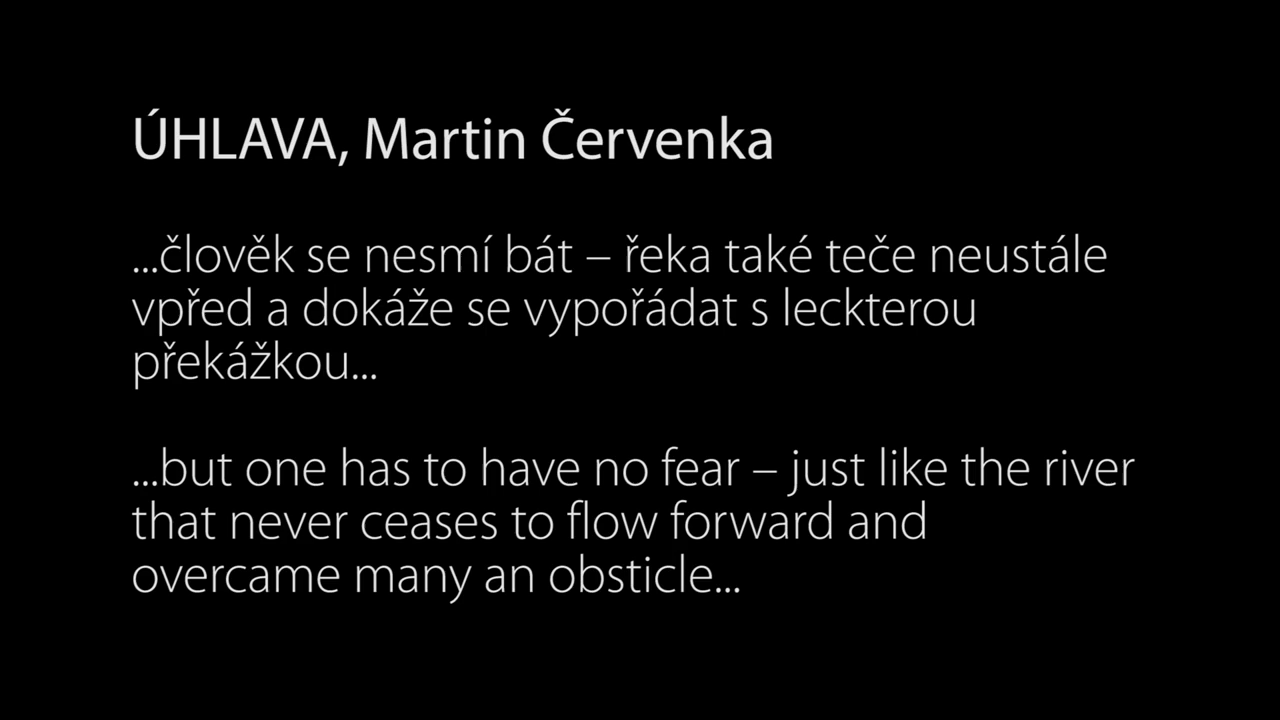 ÚHLAVA, Martin Červenka
...člověk se nesmí bát – řeka také teče neustále
vpřed a dokáže se vypořádat s leckterou
překážkou...
...but one has to have no fear – just like the river
that never ceases to flow forward and
overcame many an obsticle...